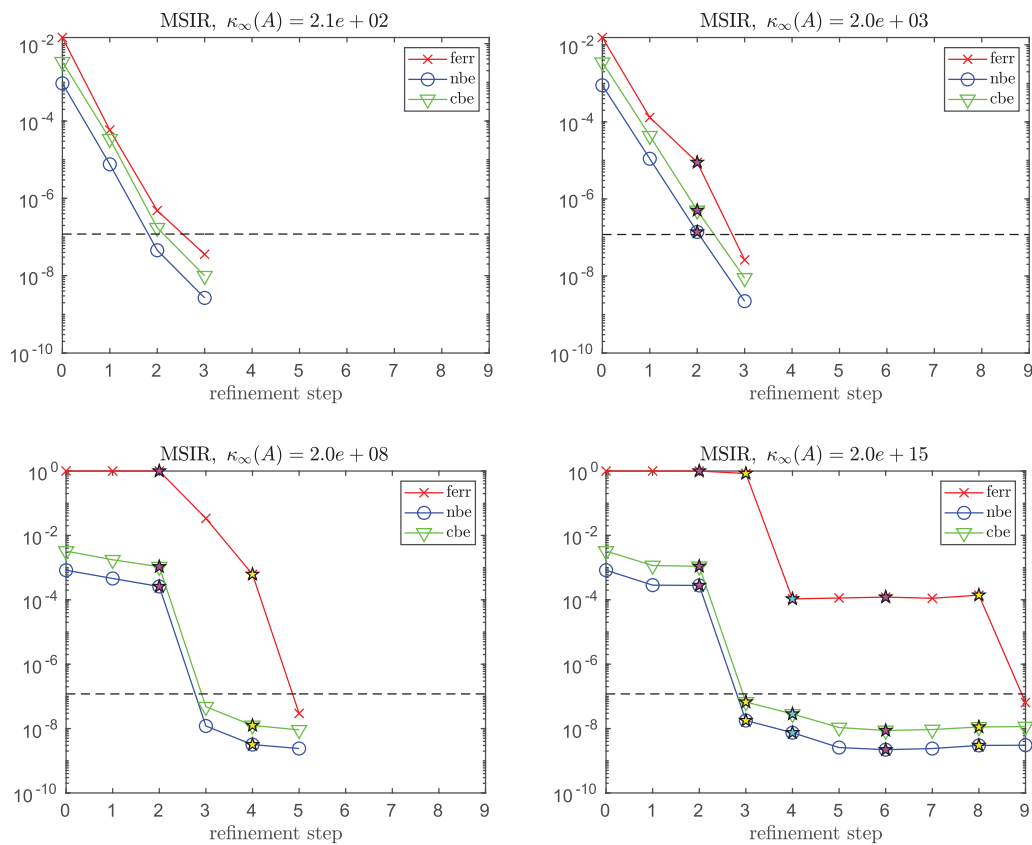 MSIR, κ∞(A) = 2.1e + 02
10^-2
10^-4
10^-6
10^-8
10^-10
ferr
nbe
cbe
0 1 2 3 4 5 6 7 8 9
refinement step
MSIR, κ∞(A) = 2.0e + 03
10^-2
10^-4
10^-6
10^-8
10^-10
ferr
nbe
cbe
0 1 2 3 4 5 6 7 8 9
refinement step
MSIR, κ∞(A) = 2.0e + 08
10^0
10^-2
10^-4
10^-6
10^-8
10^-10
ferr
nbe
cbe
0 1 2 3 4 5 6 7 8 9
refinement step
MSIR, κ∞(A) = 2.0e + 15
10^0
10^-2
10^-4
10^-6
10^-8
10^-10
ferr
nbe
cbe
0 1 2 3 4 5 6 7 8 9
refinement step